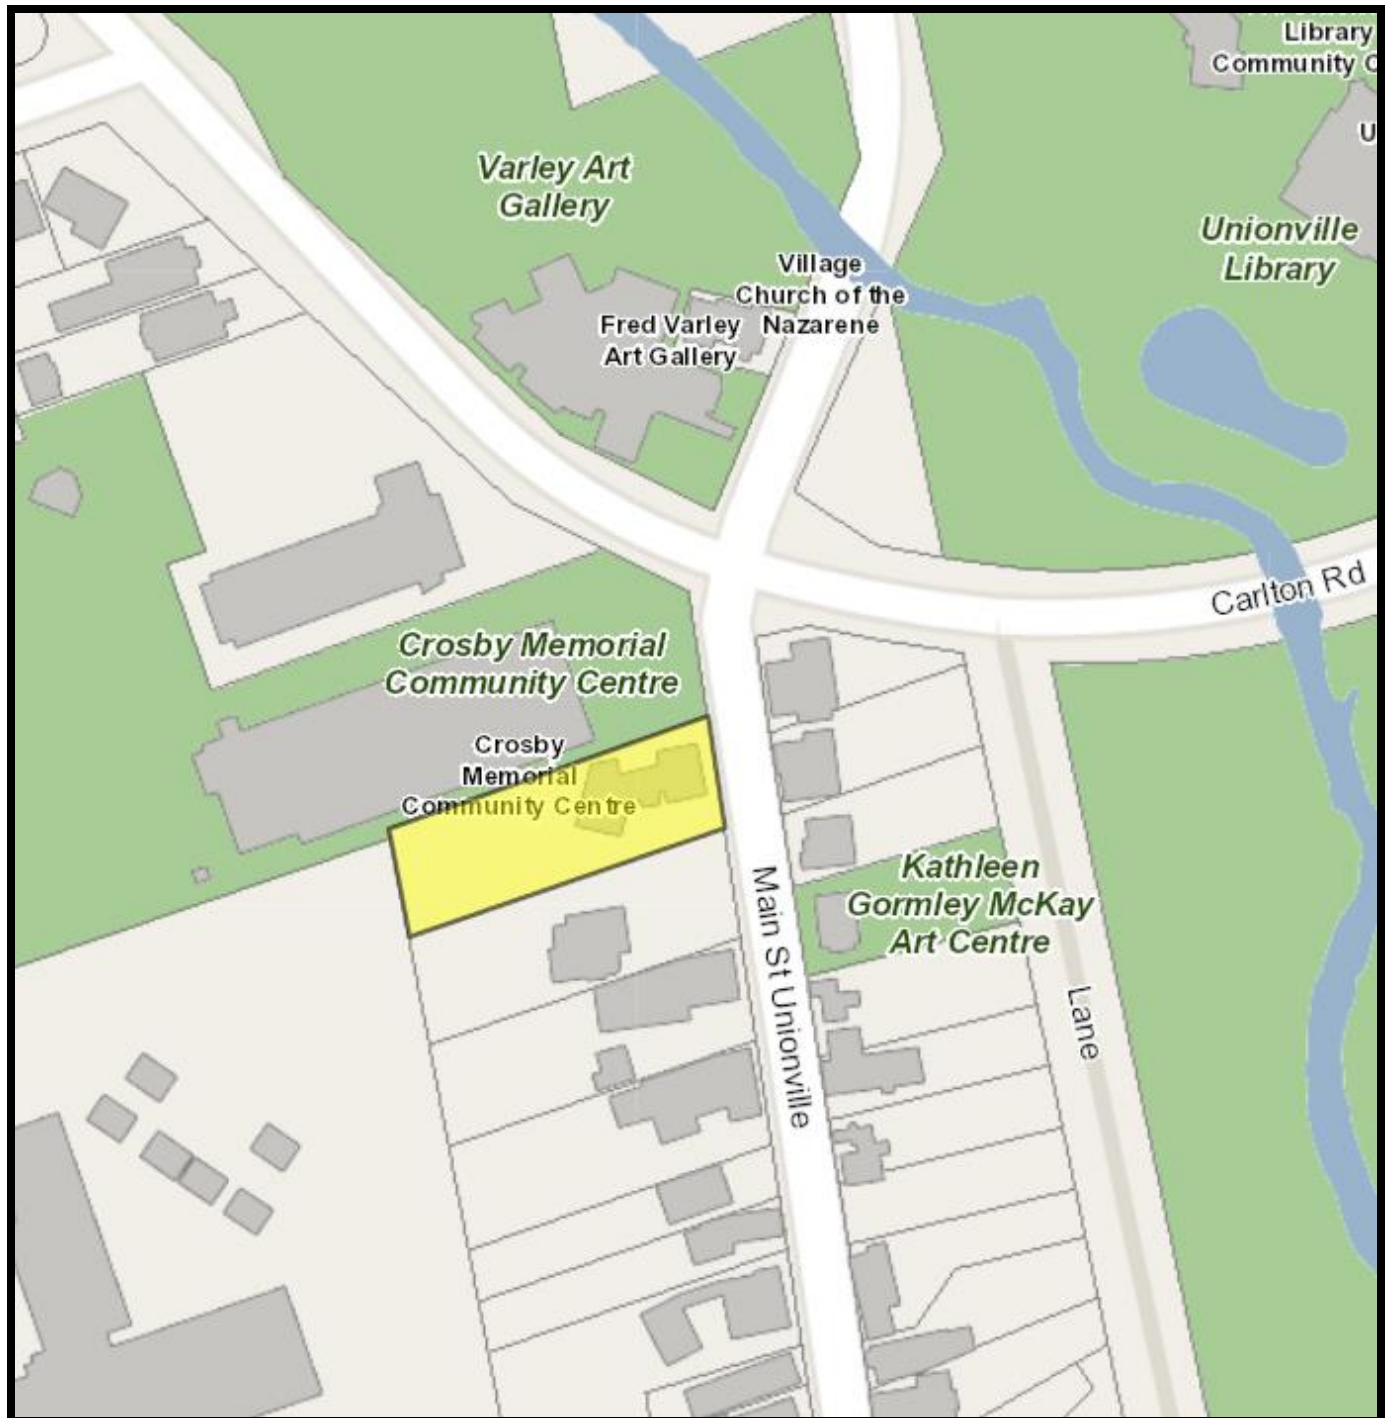 Library
Community C
U
Varley Art
Gallery
Unionville
Library
Village
Church of the
Nazarene
Fred Varley
Art Gallery
Carlton Rd
Crosby Memorial
Community Centre
Crosby
Memorial
Community Centre
Kathleen
Gormley McKay
Art Centre
Main St Unionville
Lane